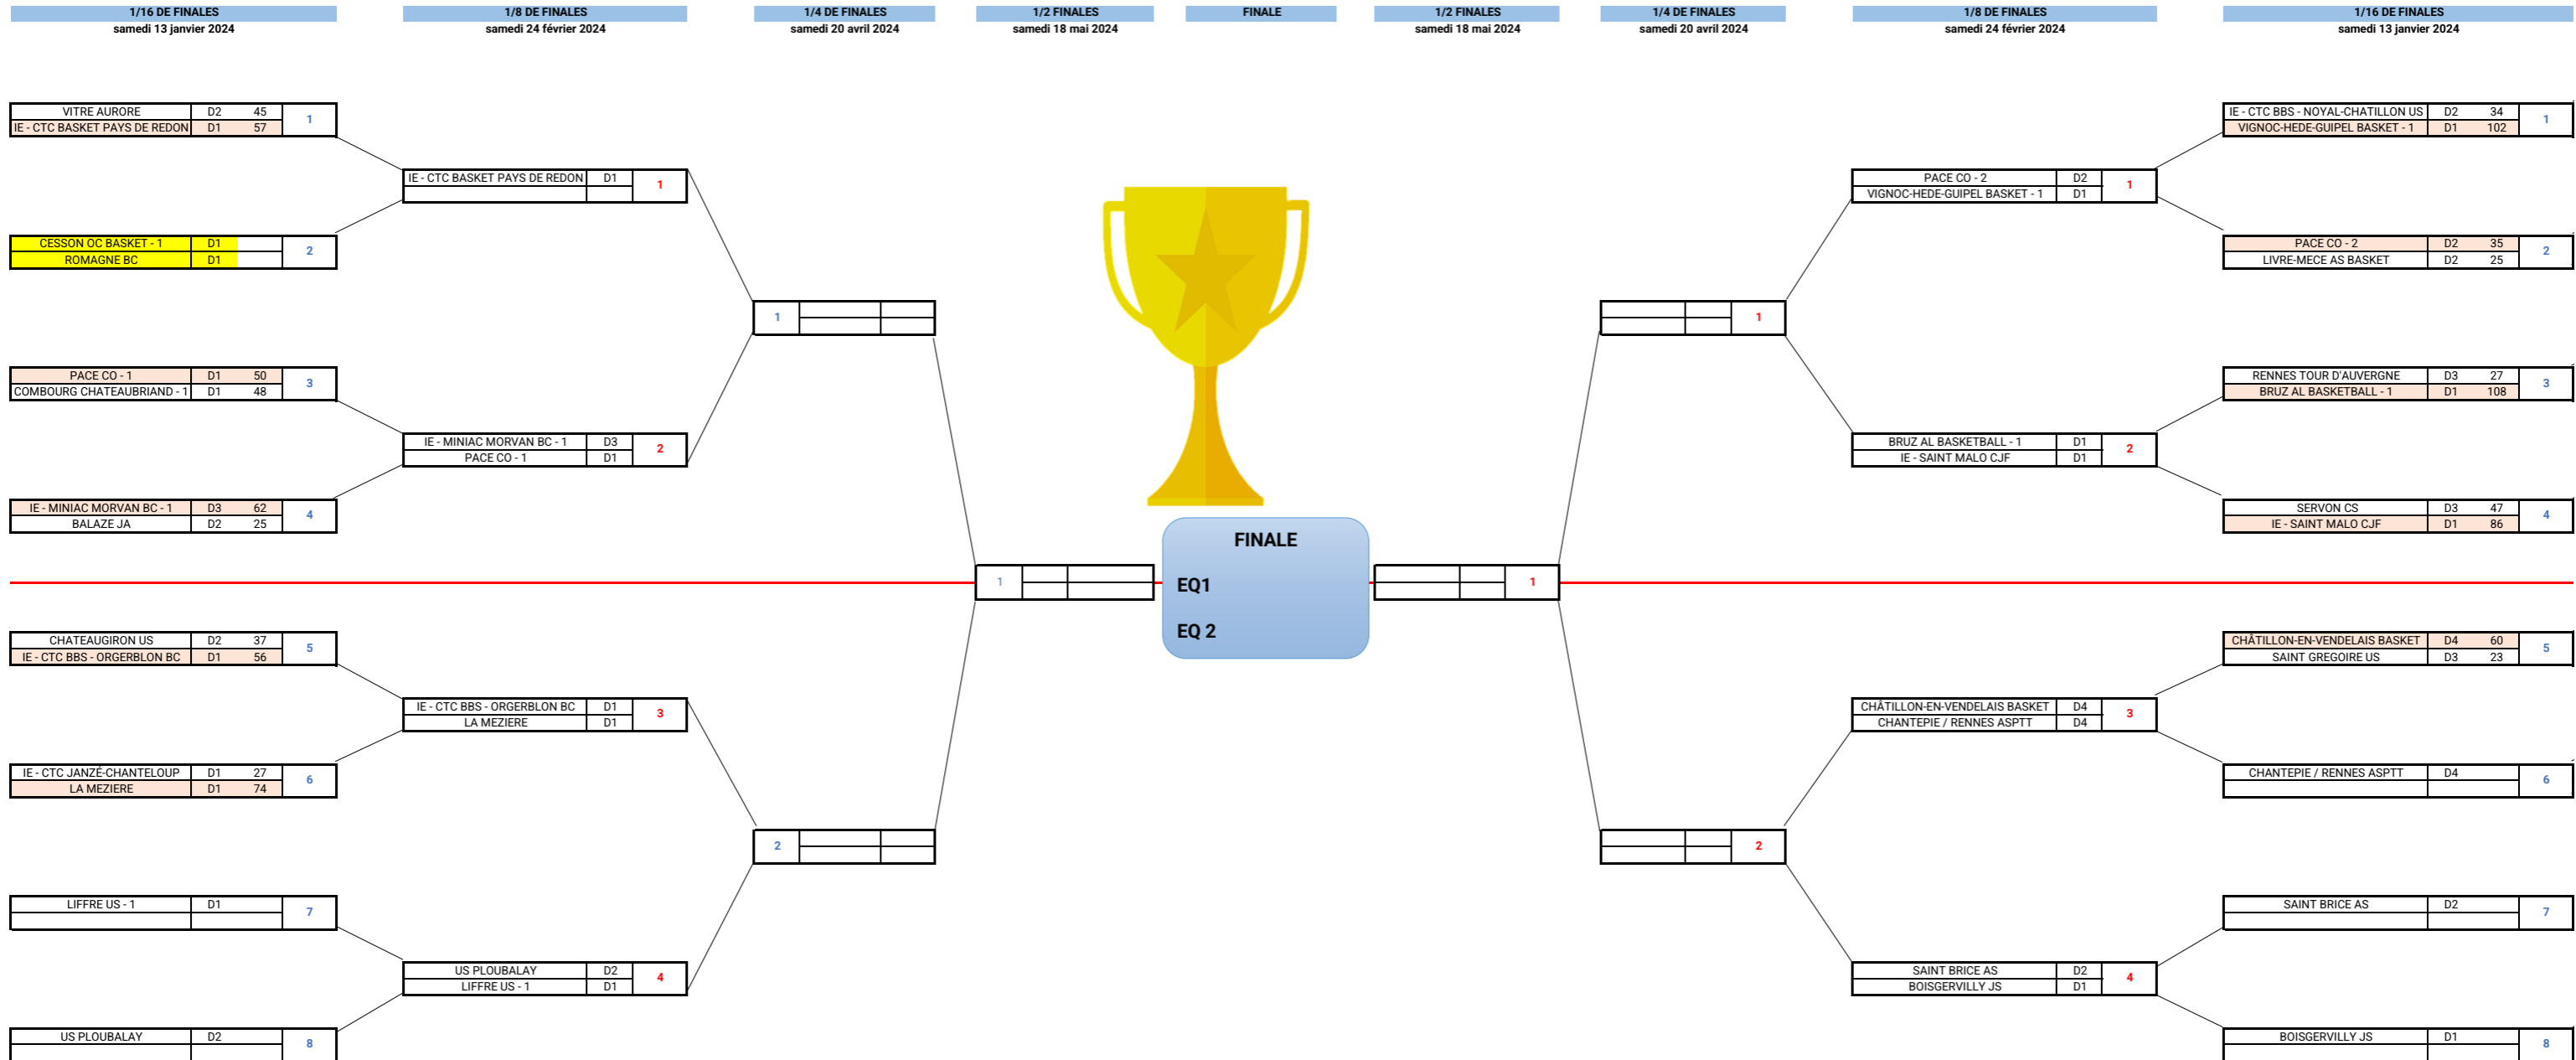 1/16 DE FINALES
samedi 13 janvier 2024
1/8 DE FINALES
samedi 24 février 2024
1/4 DE FINALES
samedi 20 avril 2024
1/2 FINALES
samedi 18 mai 2024
FINALE
1/2 FINALES
samedi 18 mai 2024
1/4 DE FINALES
samedi 20 avril 2024
1/8 DE FINALES
samedi 24 février 2024
1/16 DE FINALES
samedi 13 janvier 2024
VITRE AURORE D2 45
1
IE - CTC BASKET PAYS DE REDON D1 57
CESSON OC BASKET - 1 D1
2
ROMAGNE BC D1
PACE CO - 1 D1 50
3
COMBOURG CHATEAUBRIAND - 1 D1 48
IE - MINIAC MORVAN BC - 1 D3 62
4
BALAZE JA D2 25
CHATEAUGIRON US D2 37
5
IE - CTC BBS - ORGERBLON BC D1 56
IE - CTC JANZÉ-CHANTELOUP D1 27
6
LA MEZIERE D1 74
LIFFRE US - 1 D1
7
US PLOUBALAY D2
8
IE - CTC BASKET PAYS DE REDON D1
1
IE - MINIAC MORVAN BC - 1 D3
2
PACE CO - 1 D1
IE - CTC BBS - ORGERBLON BC D1
3
LA MEZIERE D1
US PLOUBALAY D2
4
LIFFRE US - 1 D1
1
2
1
FINALE
EQ1
EQ 2
1
1
2
PACE CO - 2 D2
1
VIGNOC-HEDE-GUIPEL BASKET - 1 D1
BRUZ AL BASKETBALL - 1 D1
2
IE - SAINT MALO CJF D1
CHÂTILLON-EN-VENDELAIS BASKET D4
3
CHANTEPIE / RENNES ASPTT D4
SAINT BRICE AS D2
4
BOISGERVILLY JS D1
IE - CTC BBS - NOYAL-CHATILLON US D2 34
1
VIGNOC-HEDE-GUIPEL BASKET - 1 D1 102
PACE CO - 2 D2 35
2
LIVRE-MECE AS BASKET D2 25
RENNES TOUR D'AUVERGNE D3 27
3
BRUZ AL BASKETBALL - 1 D1 108
SERVON CS D3 47
4
IE - SAINT MALO CJF D1 86
CHÂTILLON-EN-VENDELAIS BASKET D4 60
5
SAINT GREGOIRE US D3 23
CHANTEPIE / RENNES ASPTT D4
6
SAINT BRICE AS D2
7
BOISGERVILLY JS D1
8